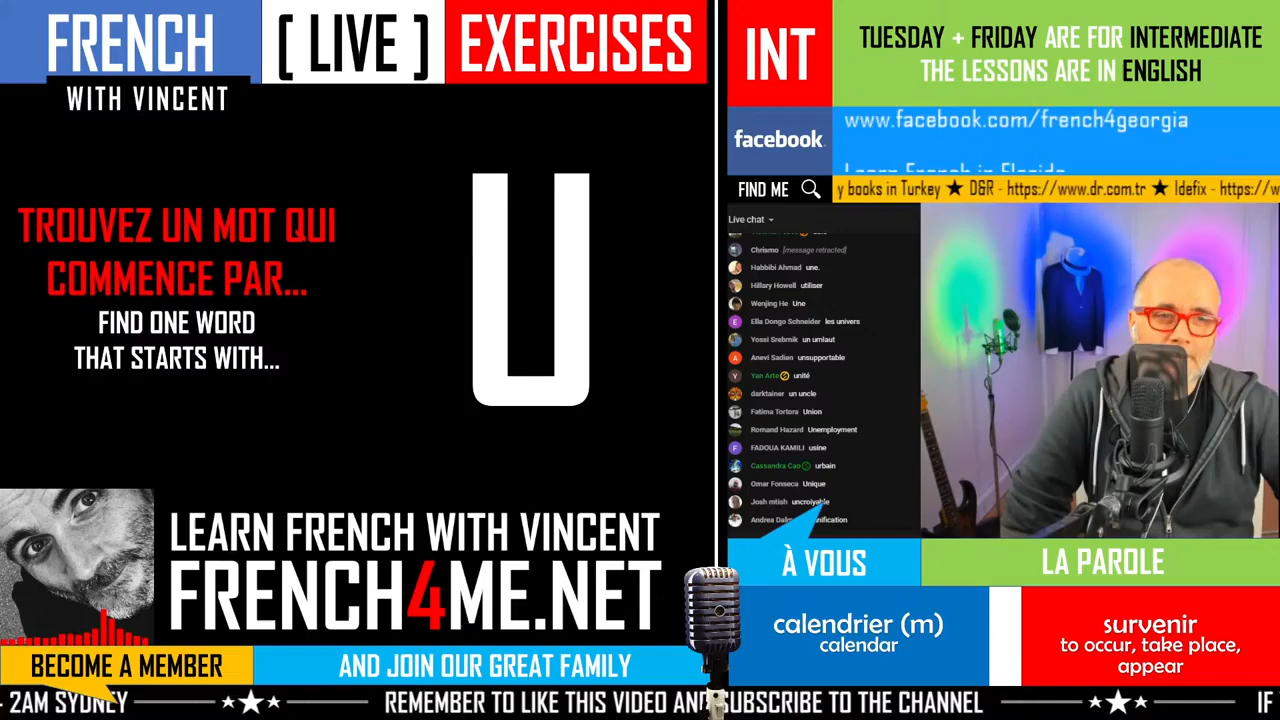 FRENCH
[ LIVE ]
EXERCISES
WITH VINCENT
TROUVEZ UN MOT QUI
COMMENCE PAR...
FIND ONE WORD
THAT STARTS WITH...
U
LEARN FRENCH WITH VINCENT
FRENCH4ME.NET
BECOME A MEMBER
AND JOIN OUR GREAT FAMILY
INT
TUESDAY + FRIDAY ARE FOR INTERMEDIATE
THE LESSONS ARE IN ENGLISH
facebook
www.facebook.com/french4georgia
Learn French in Florida
FIND ME
y books in Turkey ★ D&R - https://www.dr.com.tr ★ Idefix - https://w
Live chat
Chrismo [message retracted]
Habbibi Ahmad une.
Hillary Howell utiliser
Wenjing He Une
Ella Dongo Schneider les univers
Yossi Srebrnik un umlaut
Anevi Sadien unsupportable
Yan Arte unité
darktainer un uncle
Fatima Tortora Union
Romand Hazard Unemployment
FADOUA KAMILI usine
Cassandra Cao urbain
Omar Fonseca Unique
Josh mtish uncroiyable
Andrea
À VOUS
LA PAROLE
calendrier (m)
calendar
survenir
to occur, take place,
appear
2AM SYDNEY ★ REMEMBER TO LIKE THIS VIDEO AND SUBSCRIBE TO THE CHANNEL ★ IF